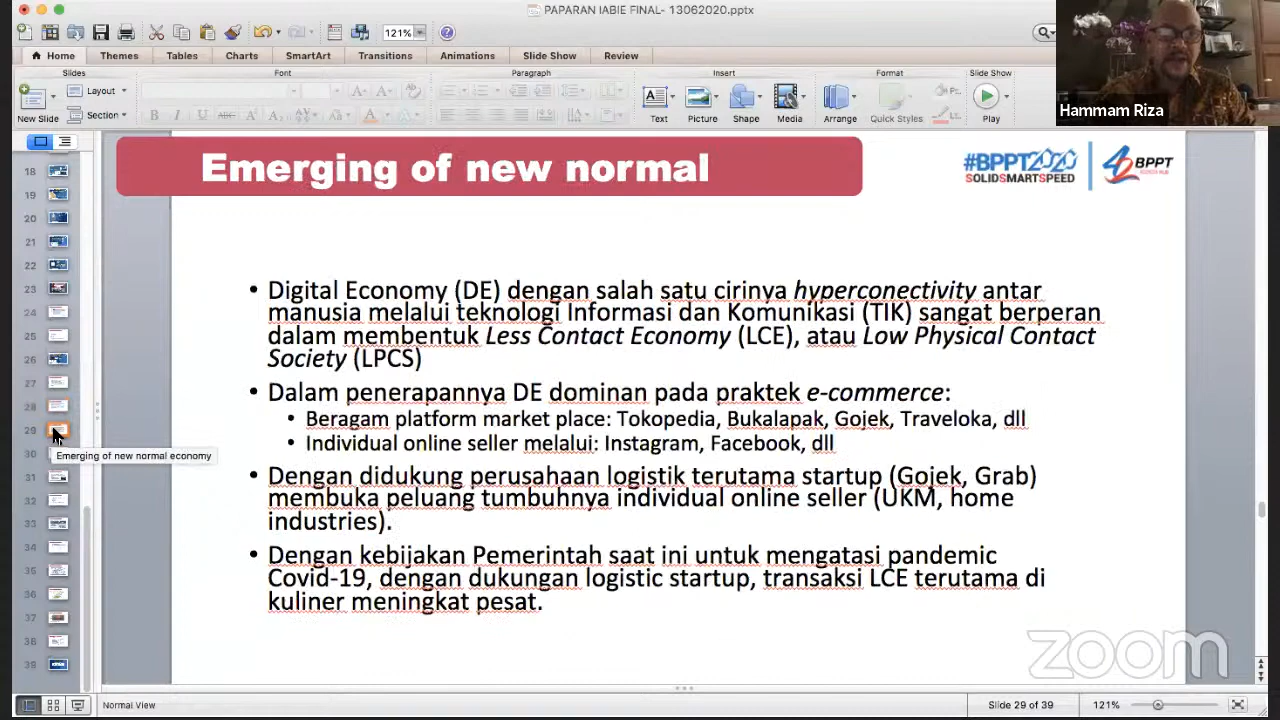 PAPARAN IABIE FINAL- 13062020.pptx
121%
Home Themes Tables Charts SmartArt Transitions Animations Slide Show Review
Slides Font Paragraph Insert Format Slide Show
Layout
Section
New Slide
Text Picture Shape Media Arrange Quick Styles Play
Hammam Riza
Emerging of new normal
#BPPT2020
SOLIDSMARTSPEED
BPPT
18
19
20
21
22
23
24
25
26
27
28
29
30
31
32
33
34
35
36
37
38
39
Emerging of new normal economy
• Digital Economy (DE) dengan salah satu cirinya hyperconectivity antar
manusia melalui teknologi Informasi dan Komunikasi (TIK) sangat berperan
dalam membentuk Less Contact Economy (LCE), atau Low Physical Contact
Society (LPCS)
• Dalam penerapannya DE dominan pada praktek e-commerce:
• Beragam platform market place: Tokopedia, Bukalapak, Gojek, Traveloka, dll
• Individual online seller melalui: Instagram, Facebook, dll
• Dengan didukung perusahaan logistik terutama startup (Gojek, Grab)
membuka peluang tumbuhnya individual online seller (UKM, home
industries).
• Dengan kebijakan Pemerintah saat ini untuk mengatasi pandemic
Covid-19, dengan dukungan logistic startup, transaksi LCE terutama di
kuliner meningkat pesat.
zoom
Normal View
Slide 29 of 39
121%